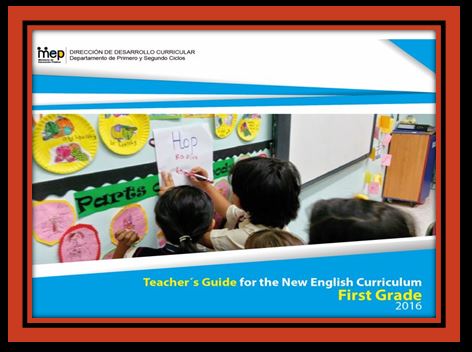 mep
DIRECCIÓN DE DESARROLLO CURRICULAR
Departamento de Primero y Segundo Ciclos
Hop
Parts
Teacher´s Guide for the New English Curriculum
First Grade
2016